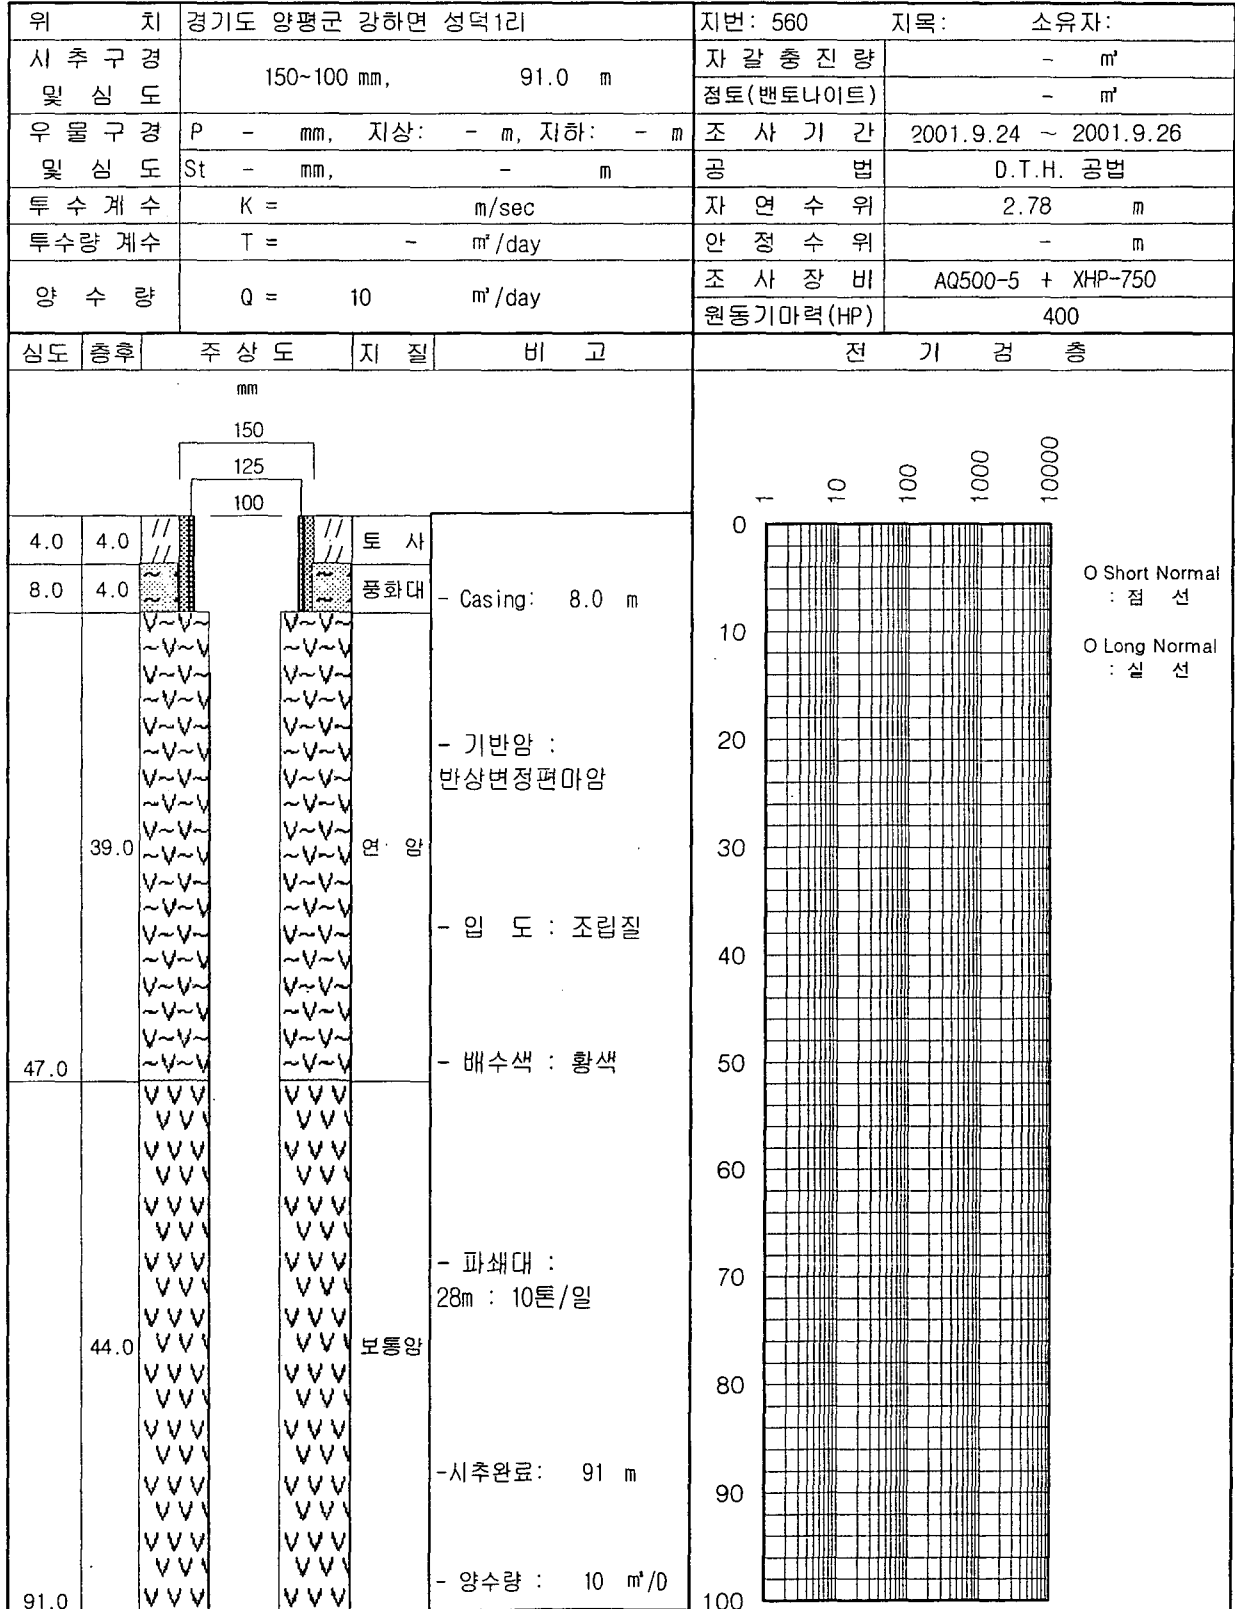 위 치 경기도 양평군 강하면 성덕1리 지번: 560 지목: 소유자:
시 추 구 경 및 심 도 150~100 mm, 91.0 m
자 갈 충 진 량 - ㎥
점토(밴토나이트) - ㎥
우 물 구 경 P - mm, 지상: - m, 지하: - m 조 사 기 간 2001.9.24 ~ 2001.9.26
및 심 도 St - mm, - m 공 법 D.T.H. 공법
투 수 계 수 K = m/sec 자 연 수 위 2.78 m
투수량 계수 T = - ㎡/day 안 정 수 위 - m
양 수 량 Q = 10 ㎥/day 조 사 장 비 AQ500-5 + XHP-750
원동기마력(HP) 400
심도 층후 주 상 도 지 질 비 고 전 기 검 층
mm
150
125
100
4.0 4.0 토 사
8.0 4.0 풍화대 - Casing: 8.0 m
- 기반암 :
반상변정편마암
39.0 연 암
- 입 도 : 조립질
47.0 - 배수색 : 황색
- 파쇄대 :
28m : 10톤/일
44.0 보통암
-시추완료: 91 m
- 양수량 : 10 ㎥/D
91.0
1 10 100 1000 10000
0
10
20
30
40
50
60
70
80
90
100
O Short Normal
: 점 선
O Long Normal
: 실 선